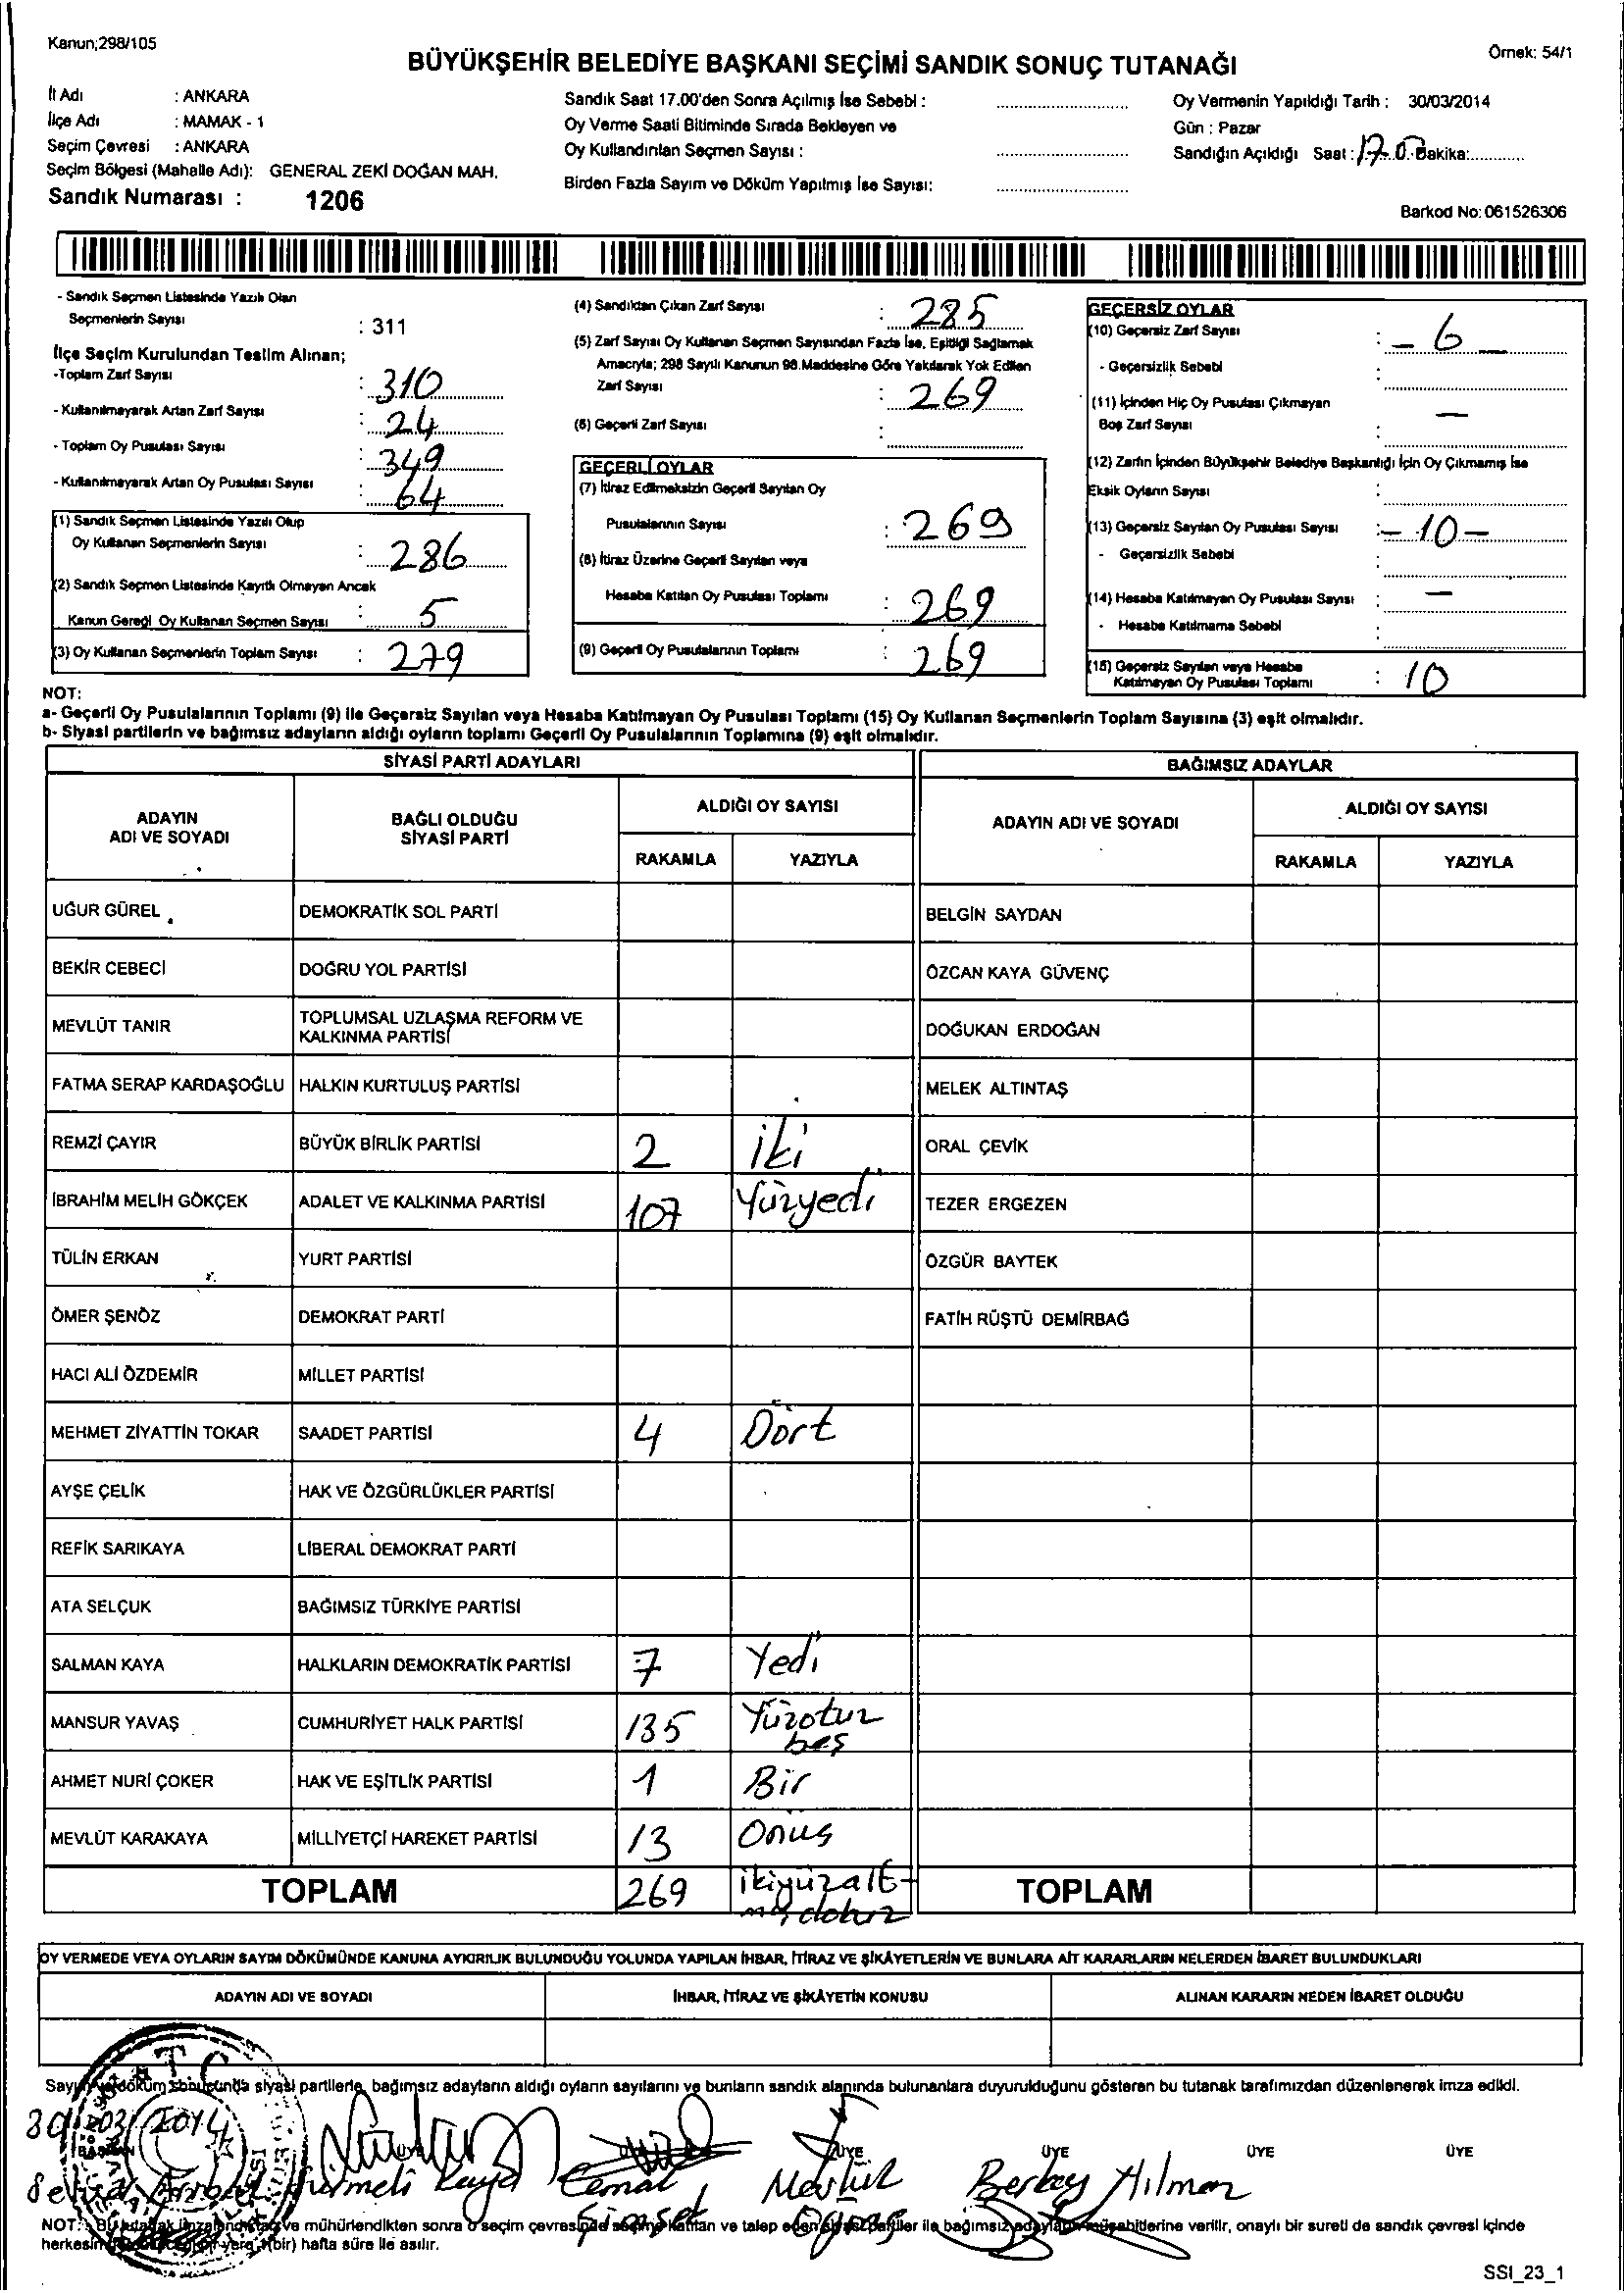 Kanun;298/105
Örnek: 54/1
BÜYÜKŞEHİR BELEDİYE BAŞKANI SEÇİMİ SANDIK SONUÇ TUTANAĞI
İl Adı : ANKARA
İlçe Adı : MAMAK - 1
Seçim Çevresi : ANKARA
Seçim Bölgesi (Mahalle Adı): GENERAL ZEKİ DOĞAN MAH.
Sandık Numarası : 1206
Sandık Saat 17.00'den Sonra Açılmış İse Sebebi :
Oy Verme Saati Bitiminde Sırada Bekleyen ve
Oy Kullandırılan Seçmen Sayısı :
Birden Fazla Sayım ve Döküm Yapılmış İse Sayısı:
Oy Vermenin Yapıldığı Tarih : 30/03/2014
Gün : Pazar
Sandığın Açıldığı Saat : 17.0 Dakika:
Barkod No: 061526306
- Sandık Seçmen Listesinde Yazılı Olan
Seçmenlerin Sayısı : 311
İlçe Seçim Kurulundan Teslim Alınan;
-Toplam Zarf Sayısı : 310
- Kullanılmayarak Artan Zarf Sayısı : 24
- Toplam Oy Pusulası Sayısı : 349
- Kullanılmayarak Artan Oy Pusulası Sayısı : 64
(1) Sandık Seçmen Listesinde Yazılı Olup
Oy Kullanan Seçmenlerin Sayısı : 286
(2) Sandık Seçmen Listesinde Kayıtlı Olmayan Ancak
Kanun Gereği Oy Kullanan Seçmen Sayısı : 5
(3) Oy Kullanan Seçmenlerin Toplam Sayısı : 279
(4) Sandıktan Çıkan Zarf Sayısı : 285
(5) Zarf Sayısı Oy Kullanan Seçmen Sayısından Fazla İse, Eşitliği Sağlamak
Amacıyla; 298 Sayılı Kanunun 98.Maddesine Göre Yakılarak Yok Edilen
Zarf Sayısı : 269
(6) Geçerli Zarf Sayısı :
GEÇERLİ OYLAR
(7) İtiraz Edilmeksizin Geçerli Sayılan Oy
Pusulalarının Sayısı : 269
(8) İtiraz Üzerine Geçerli Sayılan veya
Hesaba Katılan Oy Pusulası Toplamı : 269
(9) Geçerli Oy Pusulalarının Toplamı : 269
GEÇERSİZ OYLAR
(10) Geçersiz Zarf Sayısı : - 6 -
- Geçersizlik Sebebi :
(11) İçinden Hiç Oy Pusulası Çıkmayan
Boş Zarf Sayısı : -
(12) Zarfın İçinden Büyükşehir Belediye Başkanlığı İçin Oy Çıkmamış İse
Eksik Oyların Sayısı :
(13) Geçersiz Sayılan Oy Pusulası Sayısı : - 10 -
- Geçersizlik Sebebi :
(14) Hesaba Katılmayan Oy Pusulası Sayısı : -
- Hesaba Katılmama Sebebi :
(15) Geçersiz Sayılan veya Hesaba
Katılmayan Oy Pusulası Toplamı : 10
NOT:
a- Geçerli Oy Pusulalarının Toplamı (9) ile Geçersiz Sayılan veya Hesaba Katılmayan Oy Pusulası Toplamı (15) Oy Kullanan Seçmenlerin Toplam Sayısına (3) eşit olmalıdır.
b- Siyasi partilerin ve bağımsız adayların aldığı oyların toplamı Geçerli Oy Pusulalarının Toplamına (9) eşit olmalıdır.
SİYASİ PARTİ ADAYLARI
BAĞIMSIZ ADAYLAR
ADAYIN
ADI VE SOYADI
BAĞLI OLDUĞU
SİYASİ PARTİ
ALDIĞI OY SAYISI
RAKAMLA YAZIYLA
ADAYIN ADI VE SOYADI
ALDIĞI OY SAYISI
RAKAMLA YAZIYLA
UĞUR GÜREL DEMOKRATİK SOL PARTİ BELGİN SAYDAN
BEKİR CEBECİ DOĞRU YOL PARTİSİ ÖZCAN KAYA GÜVENÇ
MEVLÜT TANIR TOPLUMSAL UZLAŞMA REFORM VE
KALKINMA PARTİSİ DOĞUKAN ERDOĞAN
FATMA SERAP KARDAŞOĞLU HALKIN KURTULUŞ PARTİSİ MELEK ALTINTAŞ
REMZİ ÇAYIR BÜYÜK BİRLİK PARTİSİ 2 iki ORAL ÇEVİK
İBRAHİM MELİH GÖKÇEK ADALET VE KALKINMA PARTİSİ 107 Yüzyedi TEZER ERGEZEN
TÜLİN ERKAN YURT PARTİSİ ÖZGÜR BAYTEK
ÖMER ŞENÖZ DEMOKRAT PARTİ FATİH RÜŞTÜ DEMİRBAĞ
HACI ALİ ÖZDEMİR MİLLET PARTİSİ
MEHMET ZİYATTİN TOKAR SAADET PARTİSİ 4 Dört
AYŞE ÇELİK HAK VE ÖZGÜRLÜKLER PARTİSİ
REFİK SARIKAYA LİBERAL DEMOKRAT PARTİ
ATA SELÇUK BAĞIMSIZ TÜRKİYE PARTİSİ
SALMAN KAYA HALKLARIN DEMOKRATİK PARTİSİ 7 Yedi
MANSUR YAVAŞ CUMHURİYET HALK PARTİSİ 135 Yüzotuz
beş
AHMET NURİ ÇOKER HAK VE EŞİTLİK PARTİSİ 1 Bir
MEVLÜT KARAKAYA MİLLİYETÇİ HAREKET PARTİSİ 13 Onüç
TOPLAM 269 ikiyüzalt-
mış dokuz TOPLAM
OY VERMEDE VEYA OYLARIN SAYIM DÖKÜMÜNDE KANUNA AYKIRILIK BULUNDUĞU YOLUNDA YAPILAN İHBAR, İTİRAZ VE ŞİKÂYETLERİN VE BUNLARA AİT KARARLARIN NELERDEN İBARET BULUNDUKLARI
ADAYIN ADI VE SOYADI İHBAR, İTİRAZ VE ŞİKÂYETİN KONUSU ALINAN KARARIN NEDEN İBARET OLDUĞU
T.C
Sayım ve döküm sonucunda siyasi partilerle, bağımsız adayların aldığı oyların sayılarını ve bunların sandık alanında bulunanlara duyurulduğunu gösteren bu tutanak tarafımızdan düzenlenerek imza edildi.
30/03/2014
BAŞKAN ÜYE ÜYE ÜYE ÜYE ÜYE
Hürmeti Kaya Cemal Mevlüt Berkay Hılmaz
Şimşek
NOT: mühürlendikten sonra o seçim çevresinde seçime katılan ve talep eden siyasi partiler ile bağımsız adayların müşahitlerine verilir, onaylı bir sureti de sandık çevresi içinde
herkesin (bir) hafta süre ile asılır.
SSI_23_1